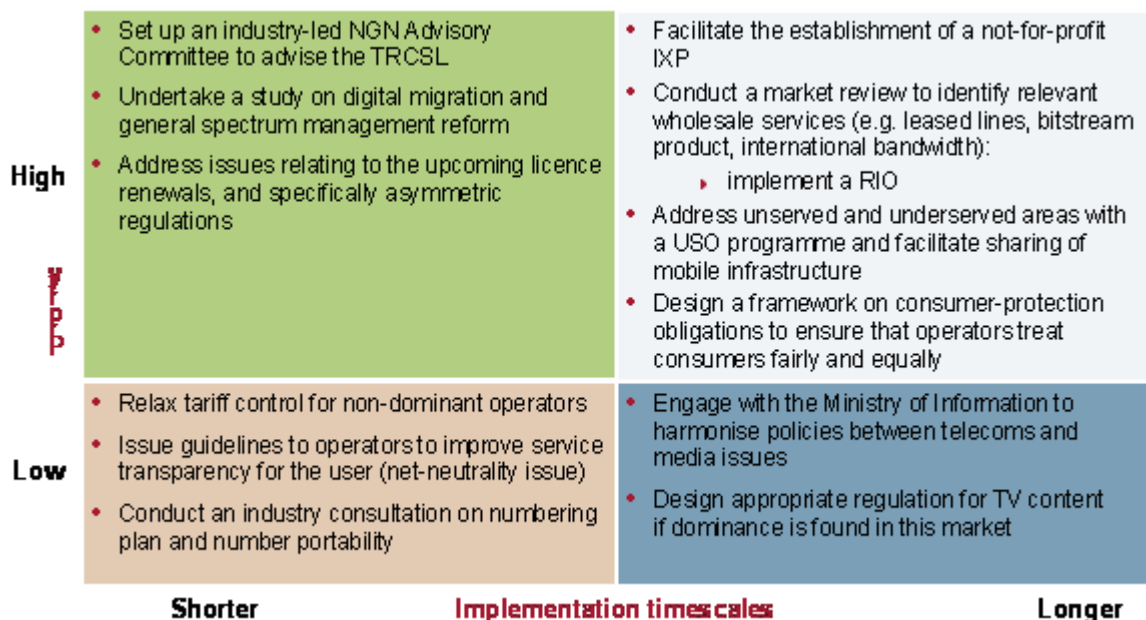 • Set up an industry-led NGN Advisory
Committee to advise the TRCSL
• Undertake a study on digital migration and
general spectrum management reform
• Address issues relating to the upcoming licence
renewals, and specifically asymmetric
regulations
• Facilitate the establishment of a not-for-profit
IXP
• Conduct a market review to identify relevant
wholesale services (e.g. leased lines, bitstream
product, international bandwidth):
▸ implement a RIO
• Address unserved and underserved areas with
a USO programme and facilitate sharing of
mobile infrastructure
• Design a framework on consumer-protection
obligations to ensure that operators treat
consumers fairly and equally
High
• Relax tariff control for non-dominant operators
• Issue guidelines to operators to improve service
transparency for the user (net-neutrality issue)
• Conduct an industry consultation on numbering
plan and number portability
• Engage with the Ministry of Information to
harmonise policies between telecoms and
media issues
• Design appropriate regulation for TV content
if dominance is found in this market
Low
Shorter
Implementation timescales
Longer